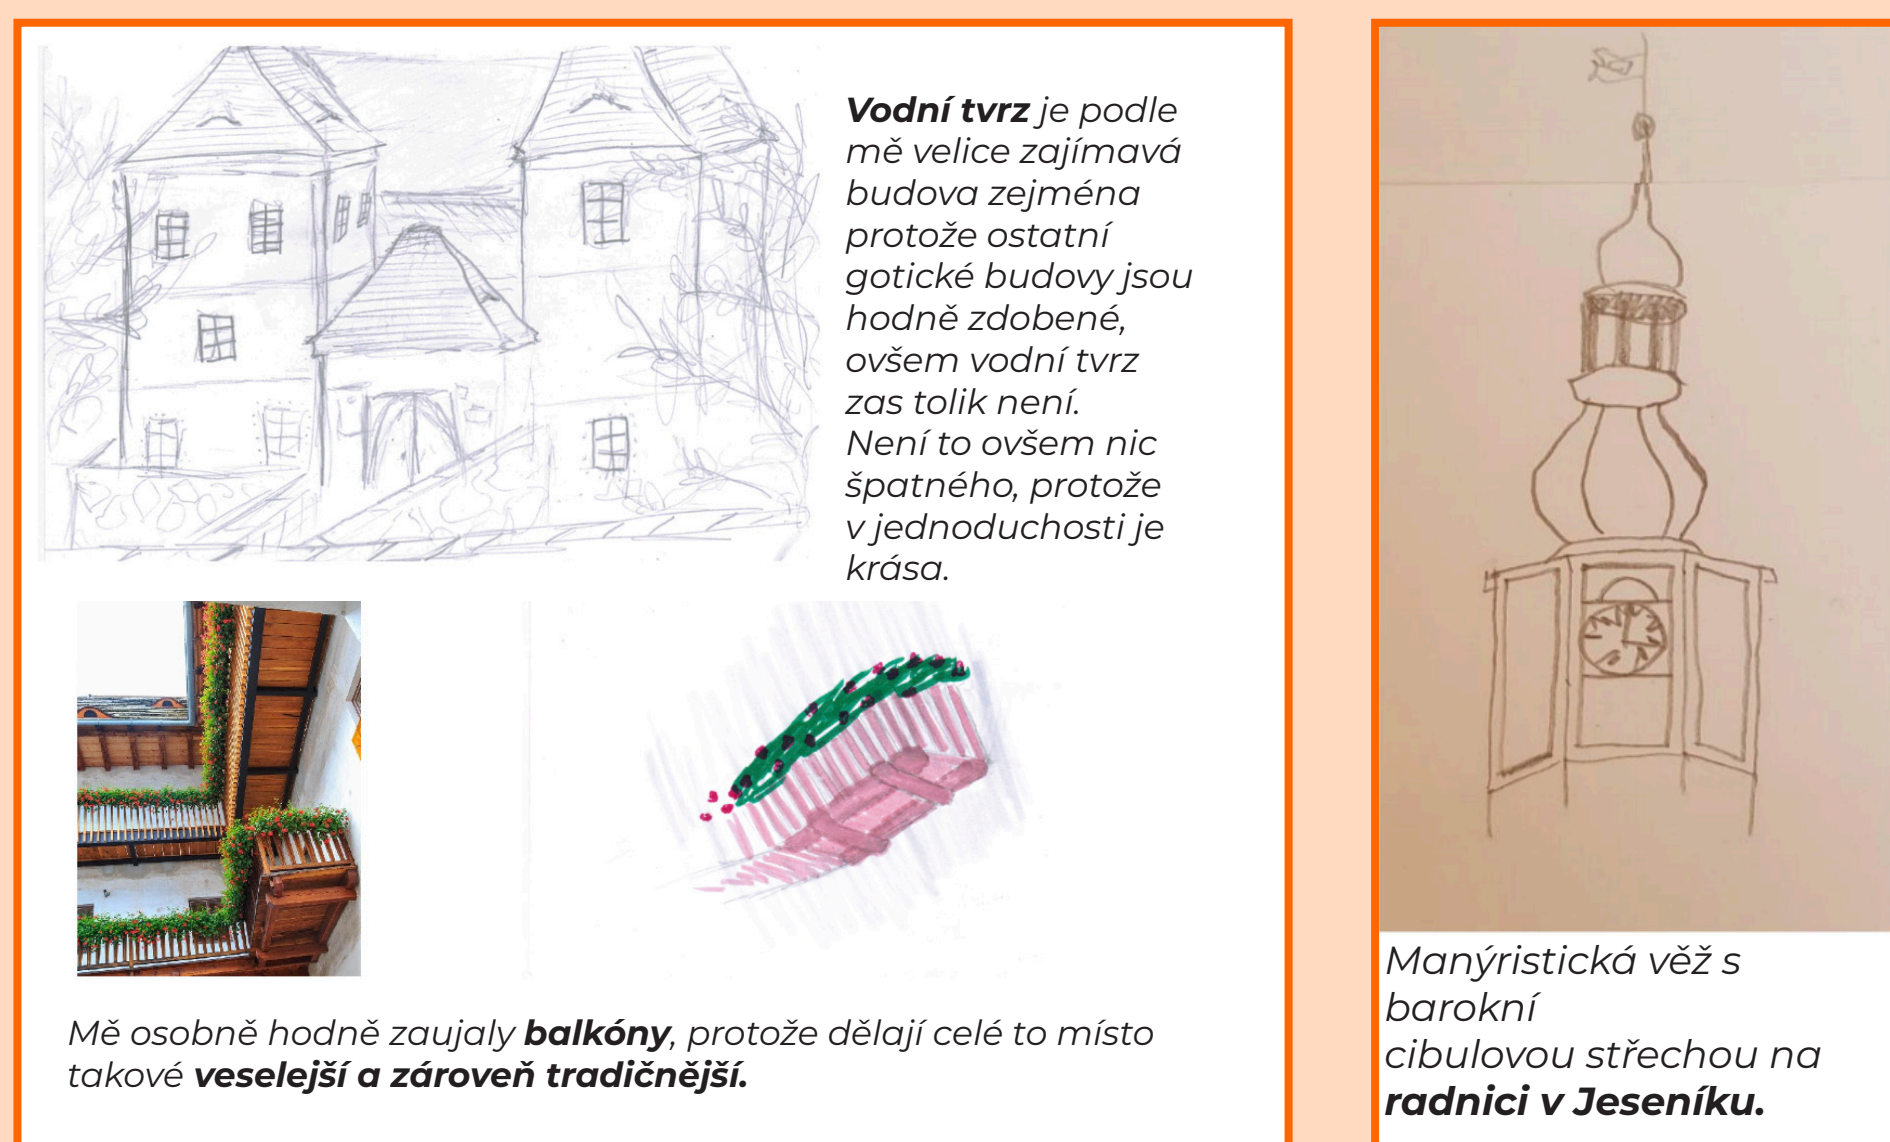 Vodní tvrz je podle
mě velice zajímavá
budova zejména
protože ostatní
gotické budovy jsou
hodně zdobené,
ovšem vodní tvrz
zas tolik není.
Není to ovšem nic
špatného, protože
v jednoduchosti je
krása.
Mě osobně hodně zaujaly balkóny, protože dělají celé to místo
takové veselejší a zároveň tradičnější.
Manýristická věž s
barokní
cibulovou střechou na
radnici v Jeseníku.